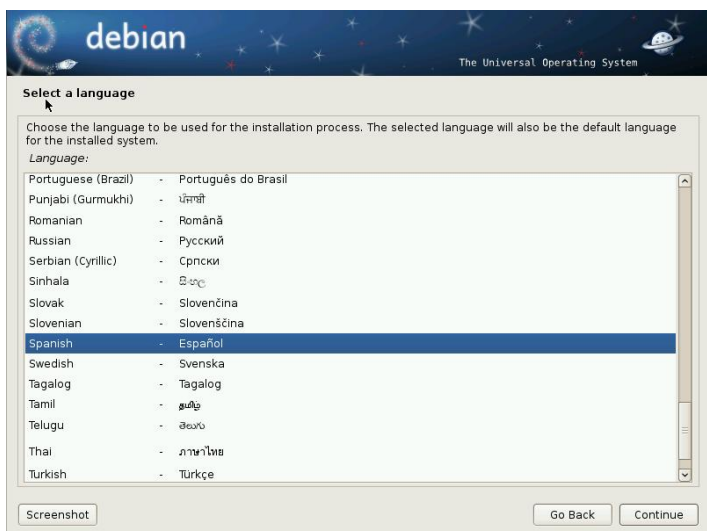 debian
The Universal Operating System
Select a language
Choose the language to be used for the installation process. The selected language will also be the default language
for the installed system.
Language:
Portuguese (Brazil) - Português do Brasil
Punjabi (Gurmukhi) - ਪੰਜਾਬੀ
Romanian - Română
Russian - Русский
Serbian (Cyrillic) - Српски
Sinhala - සිංහල
Slovak - Slovenčina
Slovenian - Slovenščina
Spanish - Español
Swedish - Svenska
Tagalog - Tagalog
Tamil - தமிழ்
Telugu - తెలుగు
Thai - ภาษาไทย
Turkish - Türkçe
Screenshot Go Back Continue